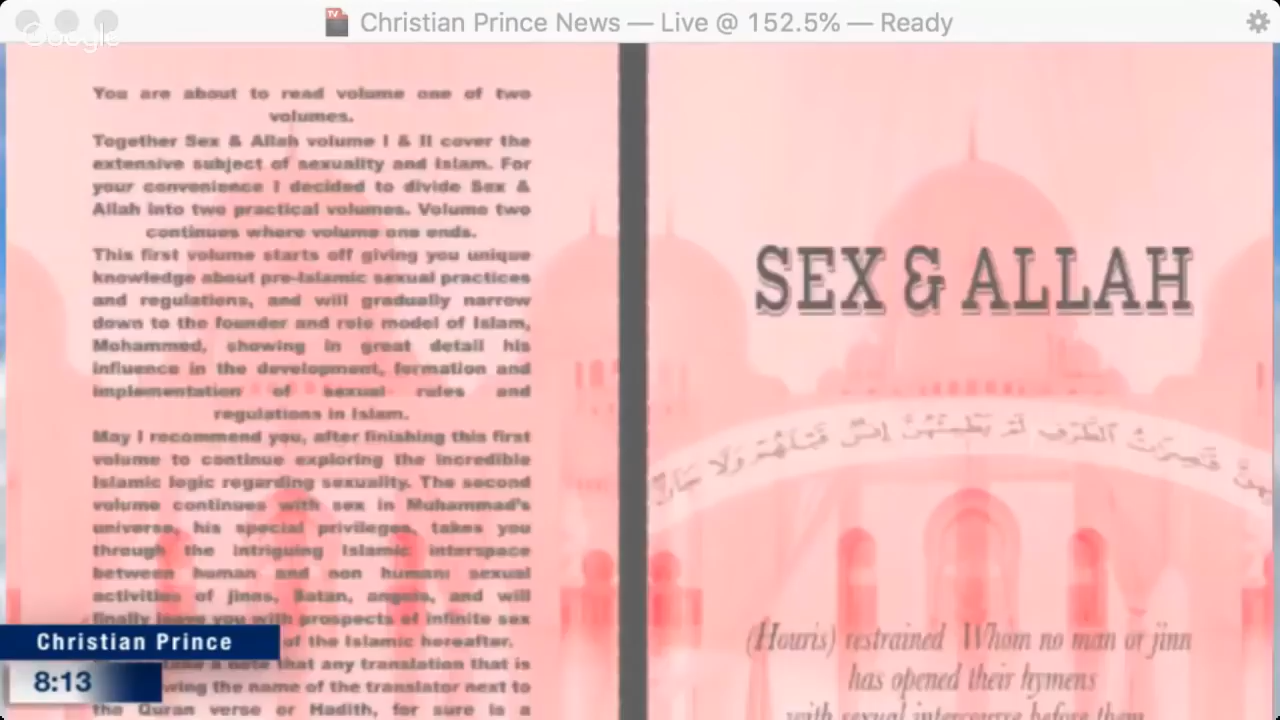 Christian Prince News — Live @ 152.5% — Ready
Google
You are about to read volume one of two
volumes.
Together Sex & Allah volume I & II cover the
extensive subject of sexuality and Islam. For
your convenience I decided to divide Sex &
Allah into two practical volumes. Volume two
continues where volume one ends.
This first volume starts off giving you unique
knowledge about pre-Islamic sexual practices
and regulations, and will gradually narrow
down to the founder and role model of Islam,
Mohammed, showing in great detail his
influence in the development, formation and
implementation of sexual rules and
regulations in Islam.
May I recommend you, after finishing this first
volume to continue exploring the incredible
Islamic logic regarding sexuality. The second
volume continues with sex in Muhammad's
universe, his special privileges, takes you
through the intriguing Islamic interspace
between human and non human: sexual
activities of jinns, Satan, angels, and will
finally leave you with prospects of infinite sex
of the Islamic hereafter.
a note that any translation that is
the name of the translator next to
the Quran verse or Hadith, for sure is a
Christian Prince
8:13
SEX & ALLAH
قَٰصِرَٰتُ ٱلطَّرْفِ لَمْ يَطْمِثْهُنَّ إِنسٌ قَبْلَهُمْ وَلَا جَانٌّ
(Houris) restrained Whom no man or jinn
has opened their hymens
with sexual intercourse before them